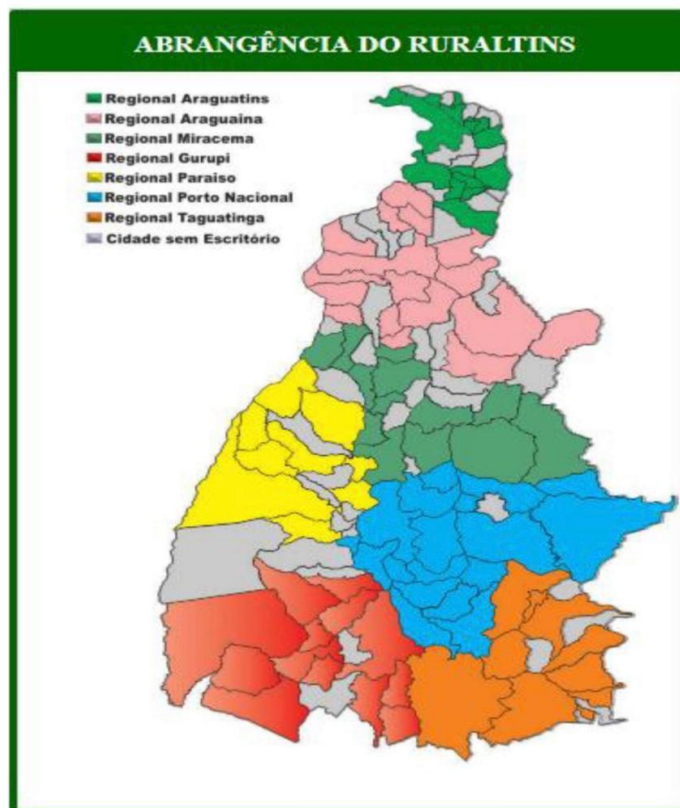 ABRANGÊNCIA DO RURALTINS
Regional Araguatins
Regional Araguaina
Regional Miracema
Regional Gurupi
Regional Paraiso
Regional Porto Nacional
Regional Taguatinga
Cidade sem Escritório